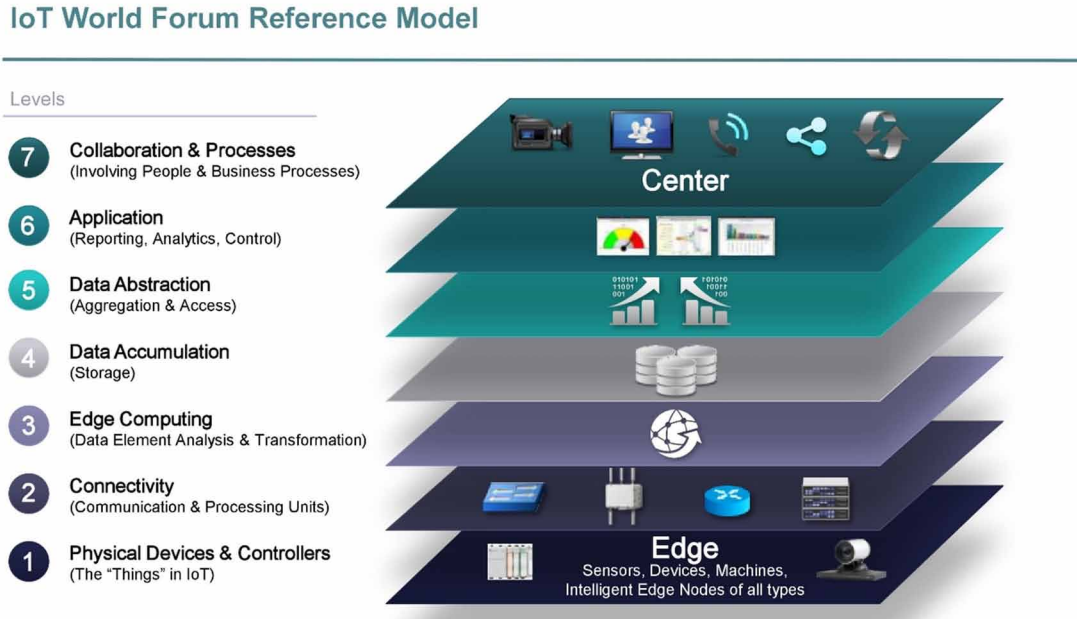 IoT World Forum Reference Model
Levels
7
Collaboration & Processes
(Involving People & Business Processes)
6
Application
(Reporting, Analytics, Control)
5
Data Abstraction
(Aggregation & Access)
4
Data Accumulation
(Storage)
3
Edge Computing
(Data Element Analysis & Transformation)
2
Connectivity
(Communication & Processing Units)
1
Physical Devices & Controllers
(The “Things” in IoT)
Center
010101
11001
001
Edge
Sensors, Devices, Machines,
Intelligent Edge Nodes of all types